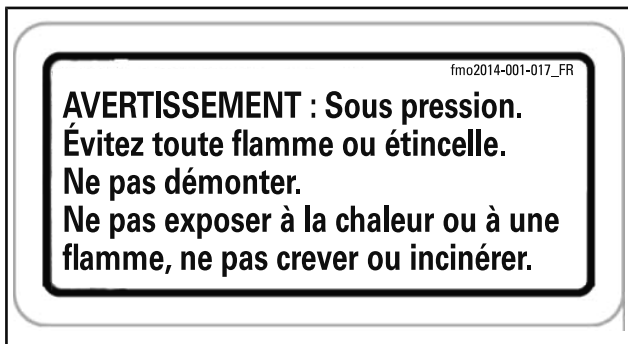 fmo2014-001-017_FR
AVERTISSEMENT : Sous pression.
Évitez toute flamme ou étincelle.
Ne pas démonter.
Ne pas exposer à la chaleur ou à une
flamme, ne pas crever ou incinérer.